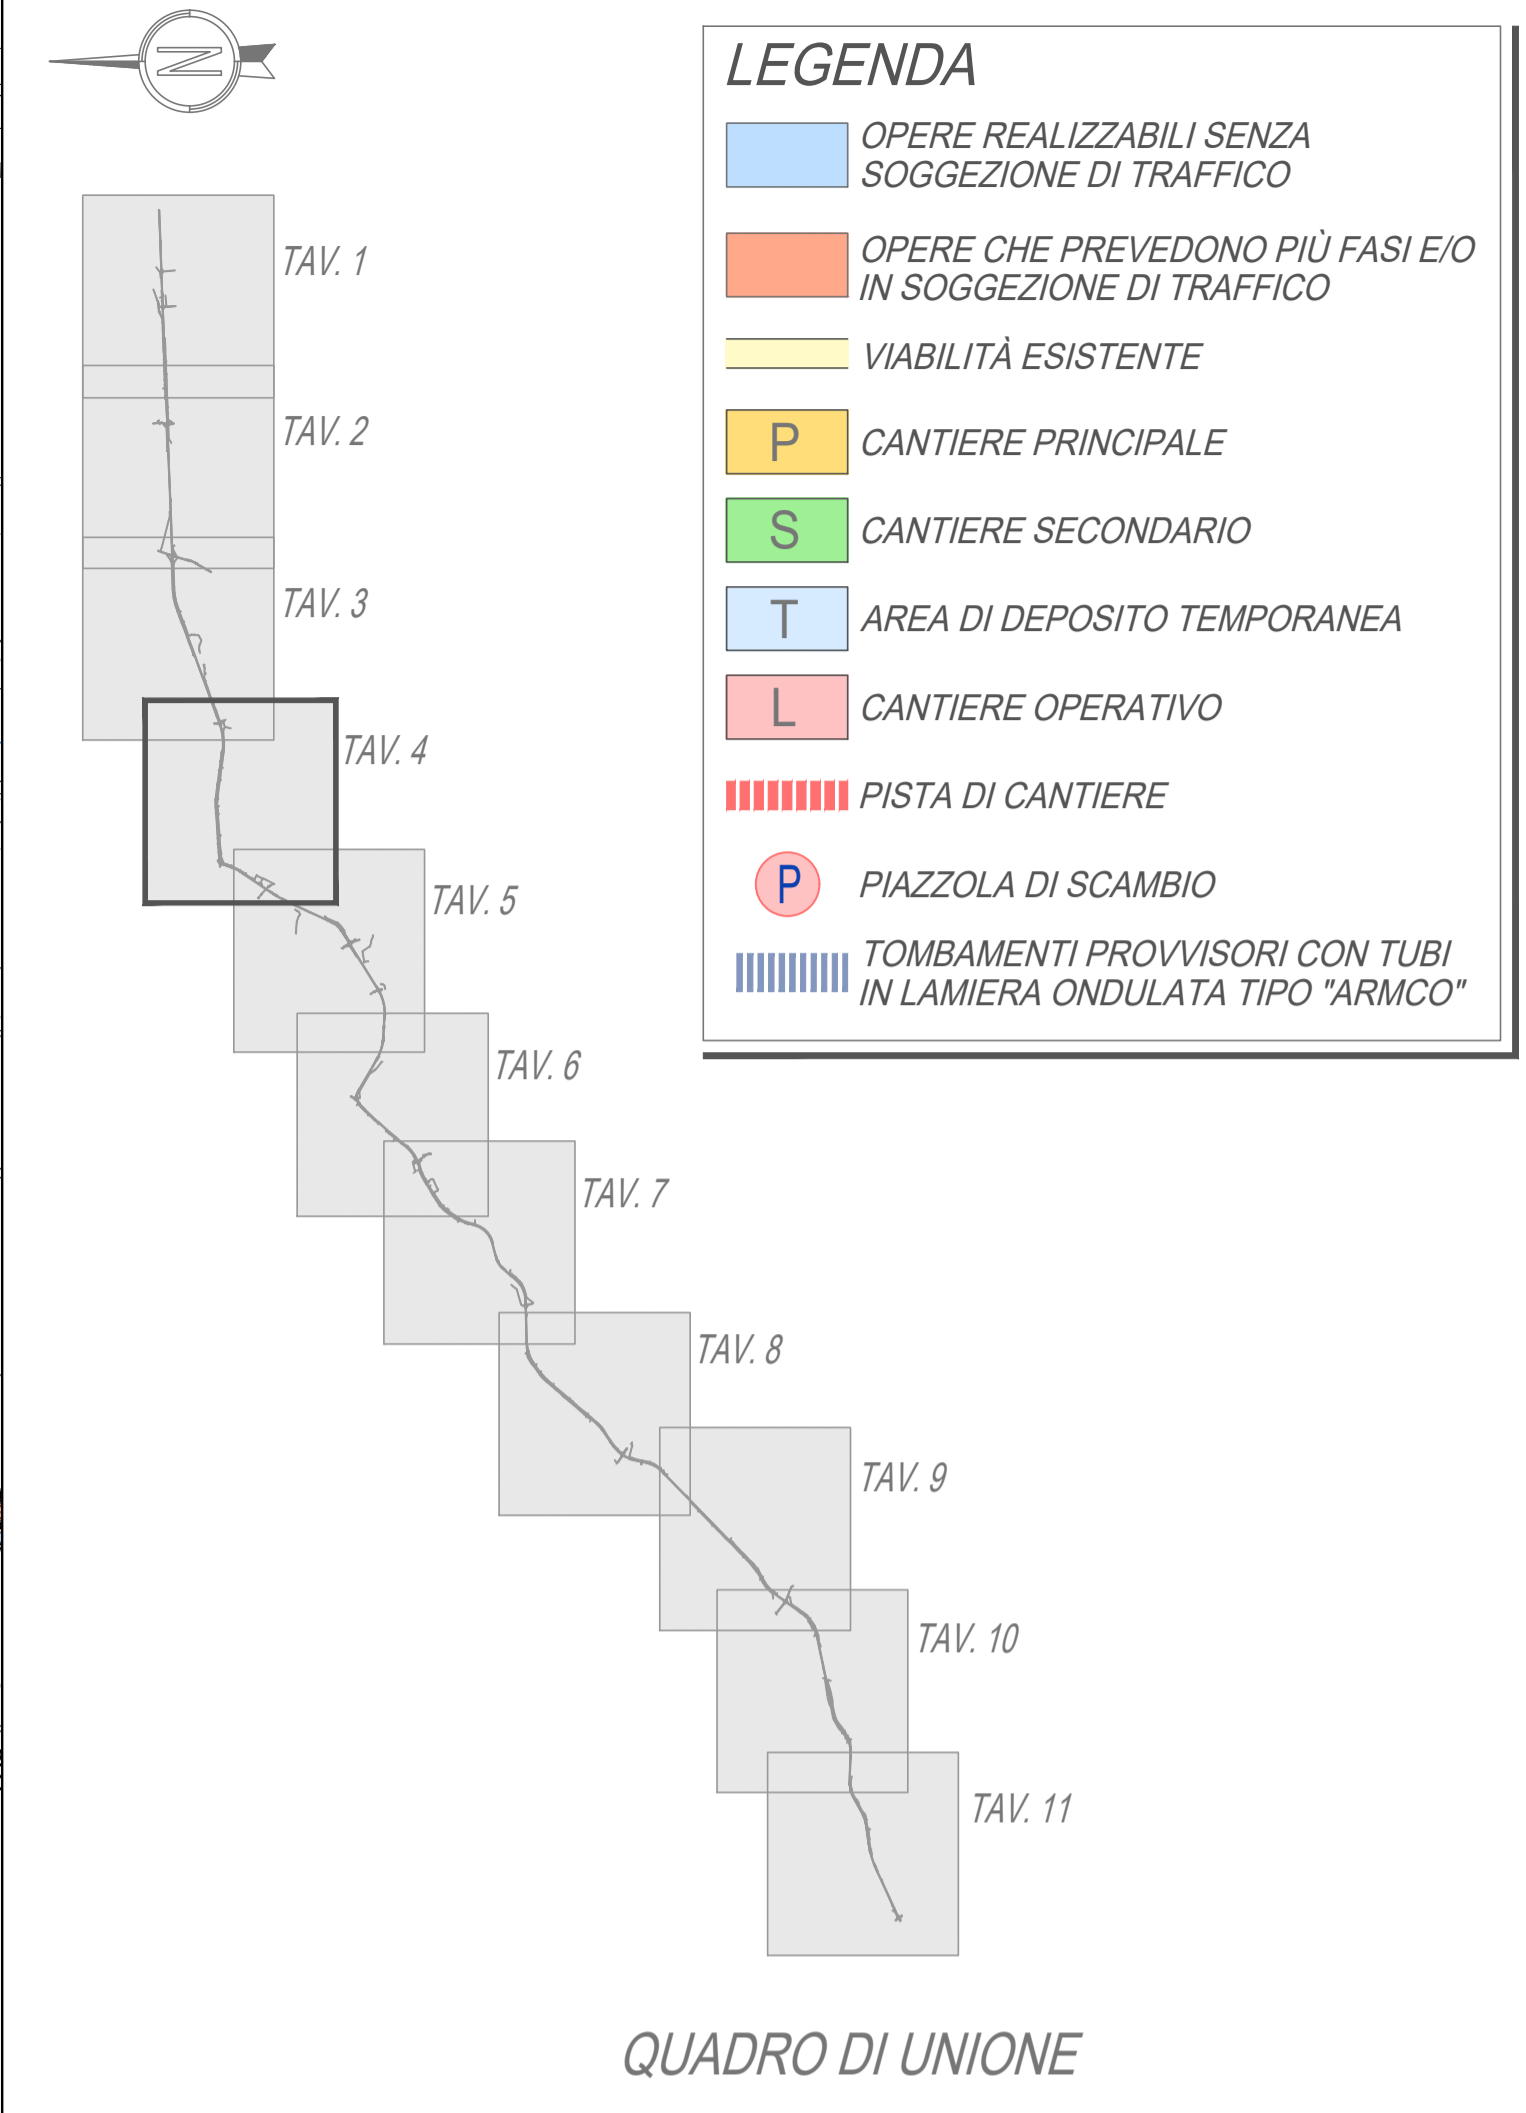 N
LEGENDA
OPERE REALIZZABILI SENZA
SOGGEZIONE DI TRAFFICO
OPERE CHE PREVEDONO PIÙ FASI E/O
IN SOGGEZIONE DI TRAFFICO
VIABILITÀ ESISTENTE
P CANTIERE PRINCIPALE
S CANTIERE SECONDARIO
T AREA DI DEPOSITO TEMPORANEA
L CANTIERE OPERATIVO
PISTA DI CANTIERE
P PIAZZOLA DI SCAMBIO
TOMBAMENTI PROVVISORI CON TUBI
IN LAMIERA ONDULATA TIPO "ARMCO"
TAV. 1
TAV. 2
TAV. 3
TAV. 4
TAV. 5
TAV. 6
TAV. 7
TAV. 8
TAV. 9
TAV. 10
TAV. 11
QUADRO DI UNIONE